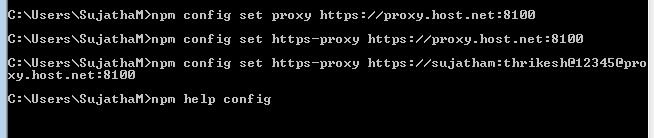 C:\Users\SujathaM>npm config set proxy https://proxy.host.net:8100
C:\Users\SujathaM>npm config set https-proxy https://proxy.host.net:8100
C:\Users\SujathaM>npm config set https-proxy https://sujatham:thrikesh@12345@pro
xy.host.net:8100
C:\Users\SujathaM>npm help config